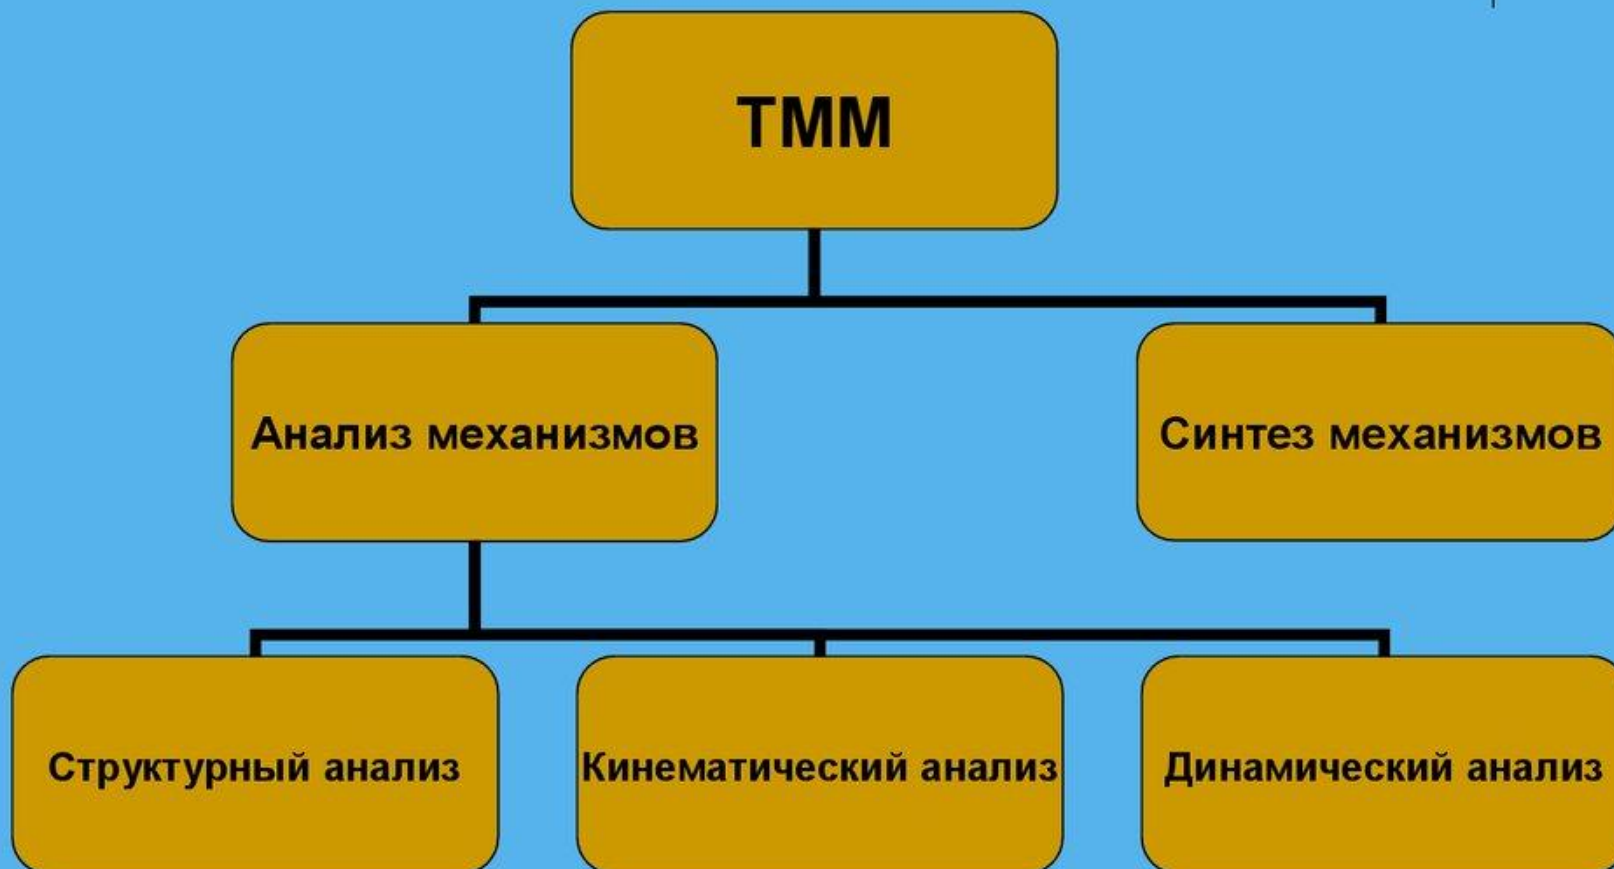 ТММ
Анализ механизмов
Синтез механизмов
Структурный анализ
Кинематический анализ
Динамический анализ